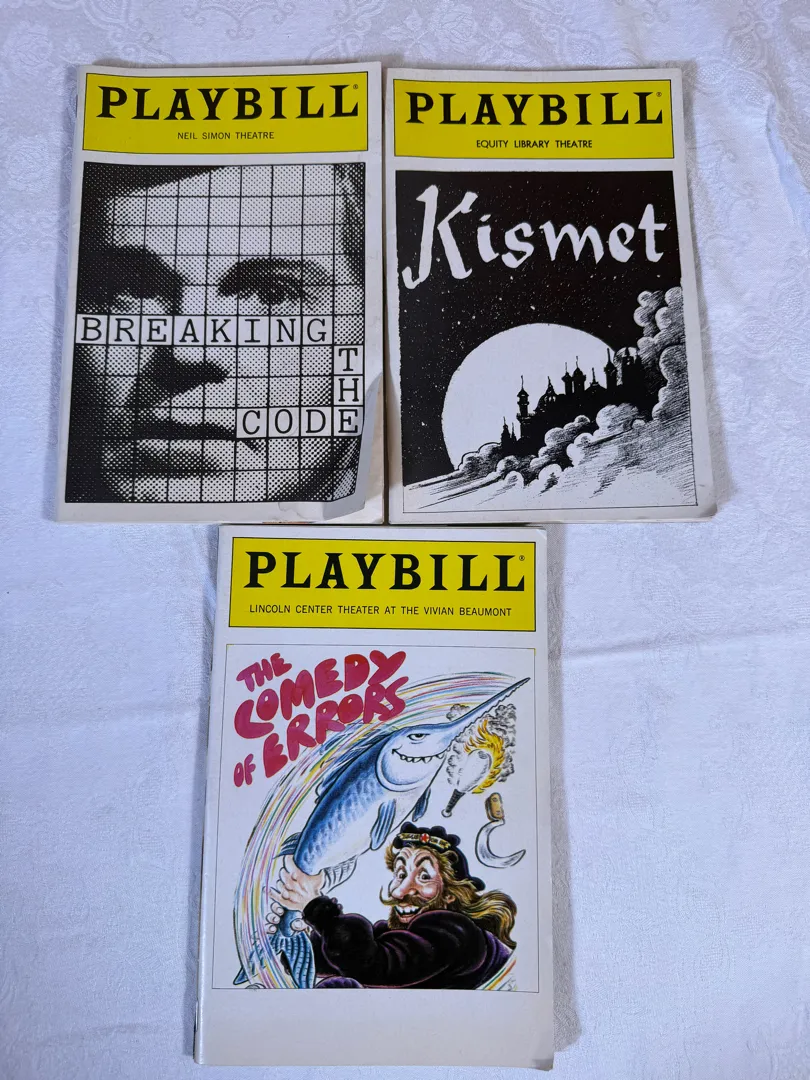 PLAYBILL®
NEIL SIMON THEATRE
BREAKING
THE
CODE
PLAYBILL®
EQUITY LIBRARY THEATRE
Kismet
PLAYBILL®
LINCOLN CENTER THEATER AT THE VIVIAN BEAUMONT
THE
COMEDY
OF ERRORS